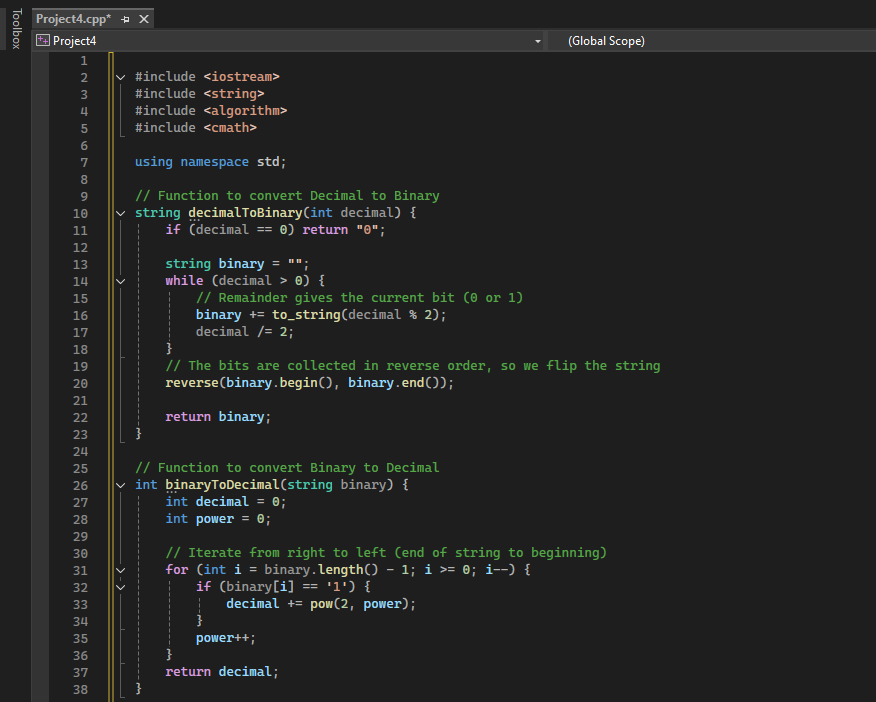 Toolbox
Project4.cpp*
Project4 (Global Scope)
1
2 #include <iostream>
3 #include <string>
4 #include <algorithm>
5 #include <cmath>
6
7 using namespace std;
8
9 // Function to convert Decimal to Binary
10 string decimalToBinary(int decimal) {
11     if (decimal == 0) return "0";
12
13     string binary = "";
14     while (decimal > 0) {
15         // Remainder gives the current bit (0 or 1)
16         binary += to_string(decimal % 2);
17         decimal /= 2;
18     }
19     // The bits are collected in reverse order, so we flip the string
20     reverse(binary.begin(), binary.end());
21
22     return binary;
23 }
24
25 // Function to convert Binary to Decimal
26 int binaryToDecimal(string binary) {
27     int decimal = 0;
28     int power = 0;
29
30     // Iterate from right to left (end of string to beginning)
31     for (int i = binary.length() - 1; i >= 0; i--) {
32         if (binary[i] == '1') {
33             decimal += pow(2, power);
34         }
35         power++;
36     }
37     return decimal;
38 }